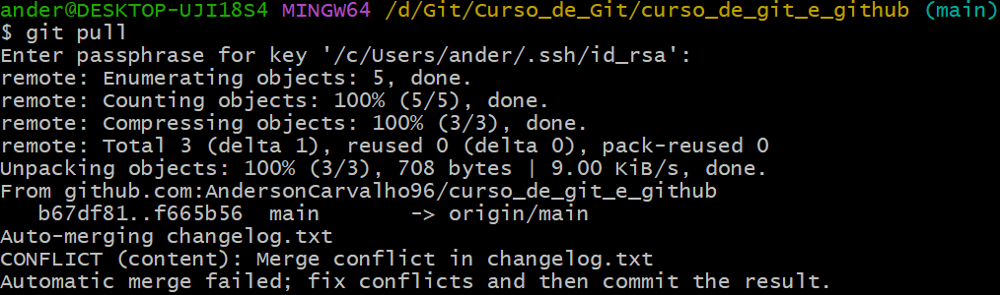 ander@DESKTOP-UJI18S4 MINGW64 /d/Git/Curso_de_Git/curso_de_git_e_github (main)
$ git pull
Enter passphrase for key '/c/Users/ander/.ssh/id_rsa':
remote: Enumerating objects: 5, done.
remote: Counting objects: 100% (5/5), done.
remote: Compressing objects: 100% (3/3), done.
remote: Total 3 (delta 1), reused 0 (delta 0), pack-reused 0
Unpacking objects: 100% (3/3), 708 bytes | 9.00 KiB/s, done.
From github.com:AndersonCarvalho96/curso_de_git_e_github
   b67df81..f665b56  main       -> origin/main
Auto-merging changelog.txt
CONFLICT (content): Merge conflict in changelog.txt
Automatic merge failed; fix conflicts and then commit the result.